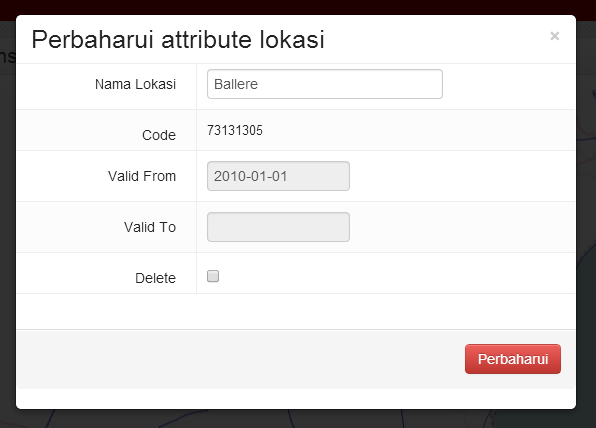 Perbaharui attribute lokasi ×
Nama Lokasi Ballere
Code 73131305
Valid From 2010-01-01
Valid To
Delete
Perbaharui